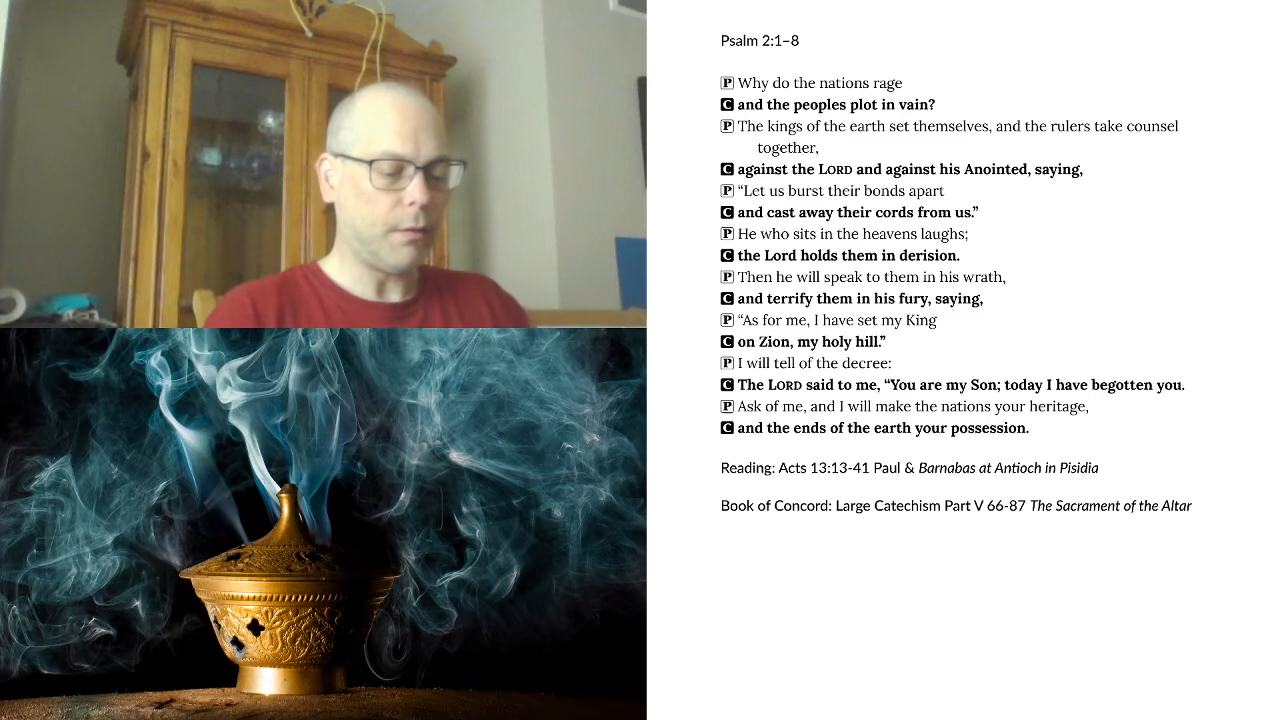 Psalm 2:1–8
P Why do the nations rage
C and the peoples plot in vain?
P The kings of the earth set themselves, and the rulers take counsel
together,
C against the LORD and against his Anointed, saying,
P “Let us burst their bonds apart
C and cast away their cords from us.”
P He who sits in the heavens laughs;
C the Lord holds them in derision.
P Then he will speak to them in his wrath,
C and terrify them in his fury, saying,
P “As for me, I have set my King
C on Zion, my holy hill.”
P I will tell of the decree:
C The LORD said to me, “You are my Son; today I have begotten you.
P Ask of me, and I will make the nations your heritage,
C and the ends of the earth your possession.
Reading: Acts 13:13-41 Paul & Barnabas at Antioch in Pisidia
Book of Concord: Large Catechism Part V 66-87 The Sacrament of the Altar